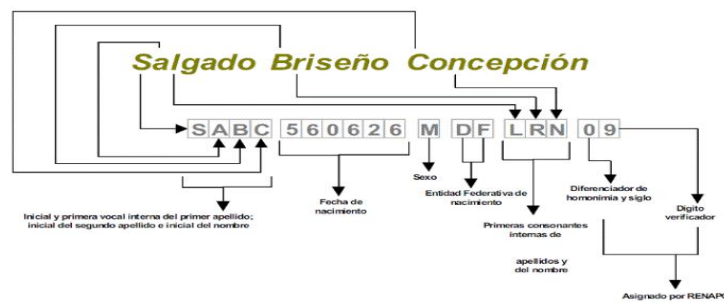 Salgado Briseño Concepción
SABC 560626 M DF LRN 09
Sexo
Fecha de
nacimiento
Entidad Federativa de
nacimiento
Diferenciador de
homonimia y siglo
Digito
verificador
Inicial y primera vocal interna del primer apellido;
inicial del segundo apellido e inicial del nombre
Primeras consonantes
internas de
apellidos y
del nombre
Asignado por RENAPO